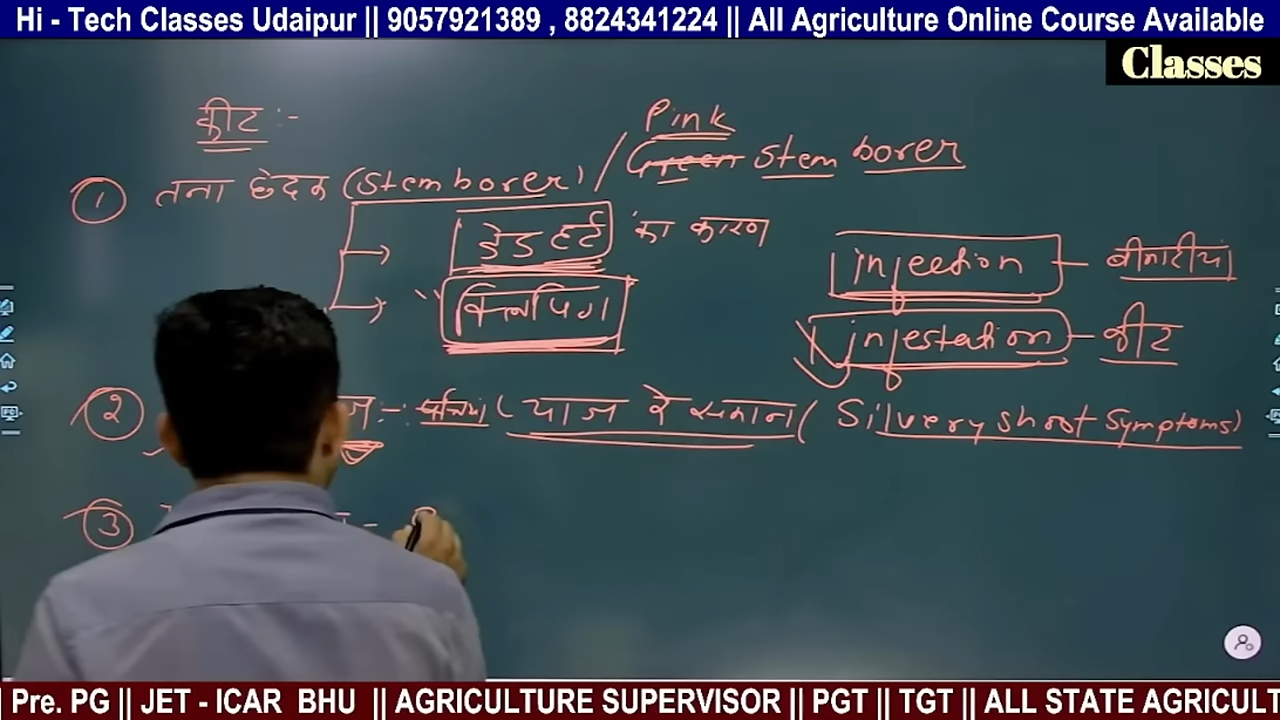 Hi - Tech Classes Udaipur || 9057921389 , 8824341224 || All Agriculture Online Course Available
Classes
कीट :-
① तना छेदक (Stem borer) / Green Stem borer
Pink
डेड हर्ट का कारण
क्लिपिंग
injection - बीमारीया
injestation - कीट
② - पत्तियां ( प्याज के समान ( Silvery shoot Symptoms)
③
Pre. PG || JET - ICAR BHU || AGRICULTURE SUPERVISOR || PGT || TGT || ALL STATE AGRICULT